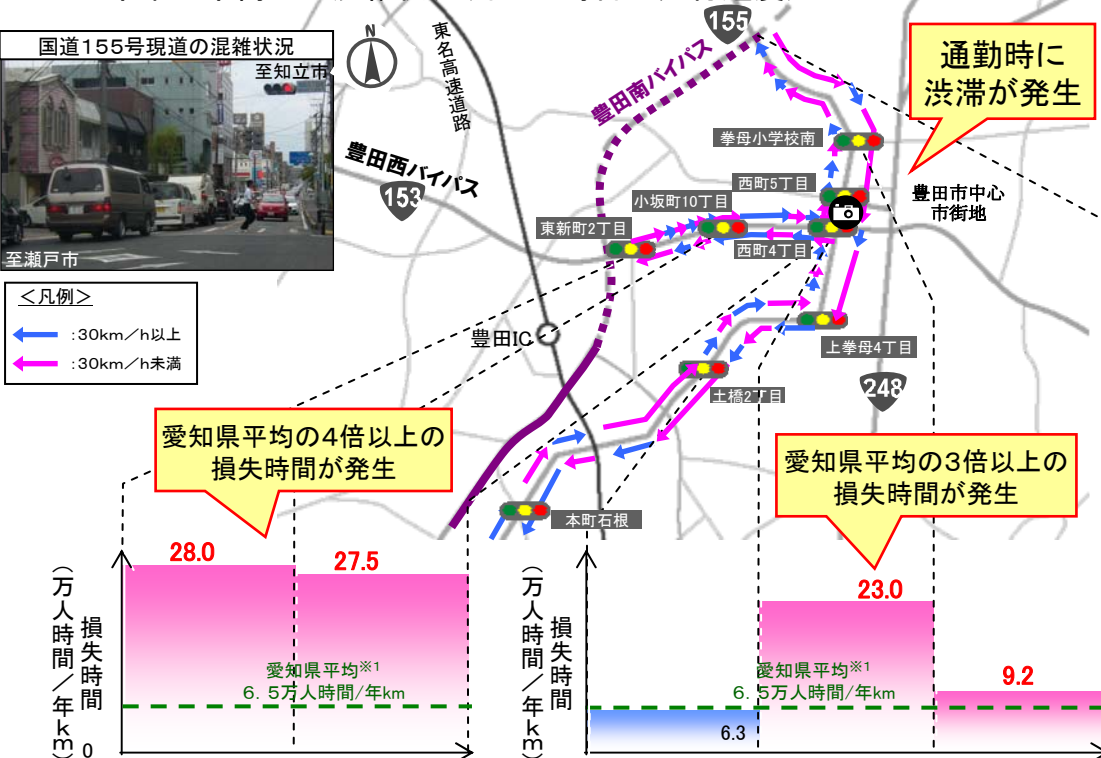 155
国道155号現道の混雑状況
至知立市
至瀬戸市
N
東名高速道路
豊田南バイパス
通勤時に
渋滞が発生
豊田西バイパス
153
挙母小学校南
西町5丁目
小坂町10丁目
東新町2丁目
西町4丁目
豊田市中心
市街地
<凡例>
:30km/h以上
:30km/h未満
豊田IC
上挙母4丁目
248
土橋2丁目
本町石根
愛知県平均の4倍以上の
損失時間が発生
愛知県平均の3倍以上の
損失時間が発生
損失時間
(万人時間/年km)
28.0
27.5
愛知県平均※1
6.5万人時間/年km
0
損失時間
(万人時間/年km)
23.0
9.2
愛知県平均※1
6.5万人時間/年km
6.3